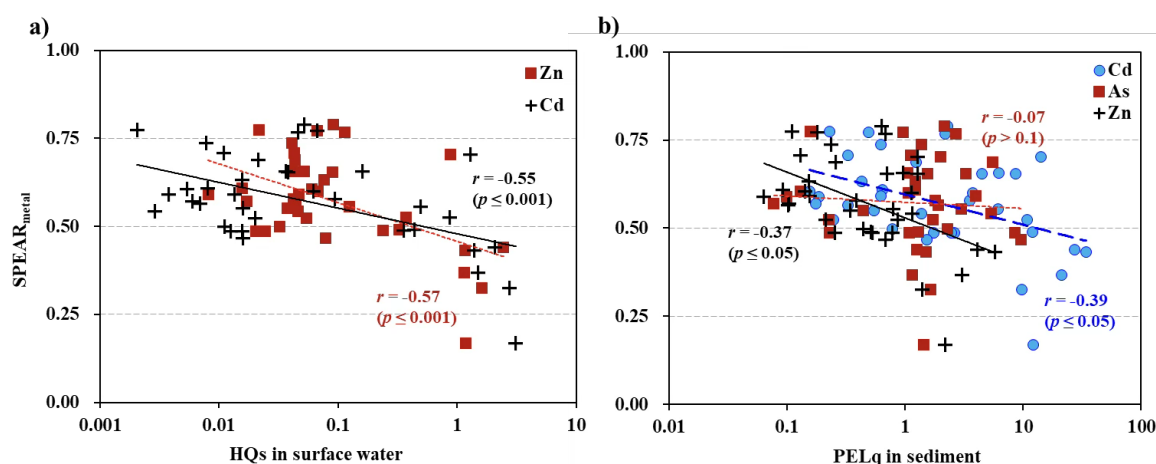 a)
1.00
0.75
0.50
0.25
0.00
SPEARmetal
Zn
Cd
r = -0.55
(p ≤ 0.001)
r = -0.57
(p ≤ 0.001)
0.001
0.01
0.1
1
10
HQs in surface water
b)
1.00
0.75
0.50
0.25
0.00
Cd
As
Zn
r = -0.07
(p > 0.1)
r = -0.37
(p ≤ 0.05)
r = -0.39
(p ≤ 0.05)
0.01
0.1
1
10
100
PELq in sediment